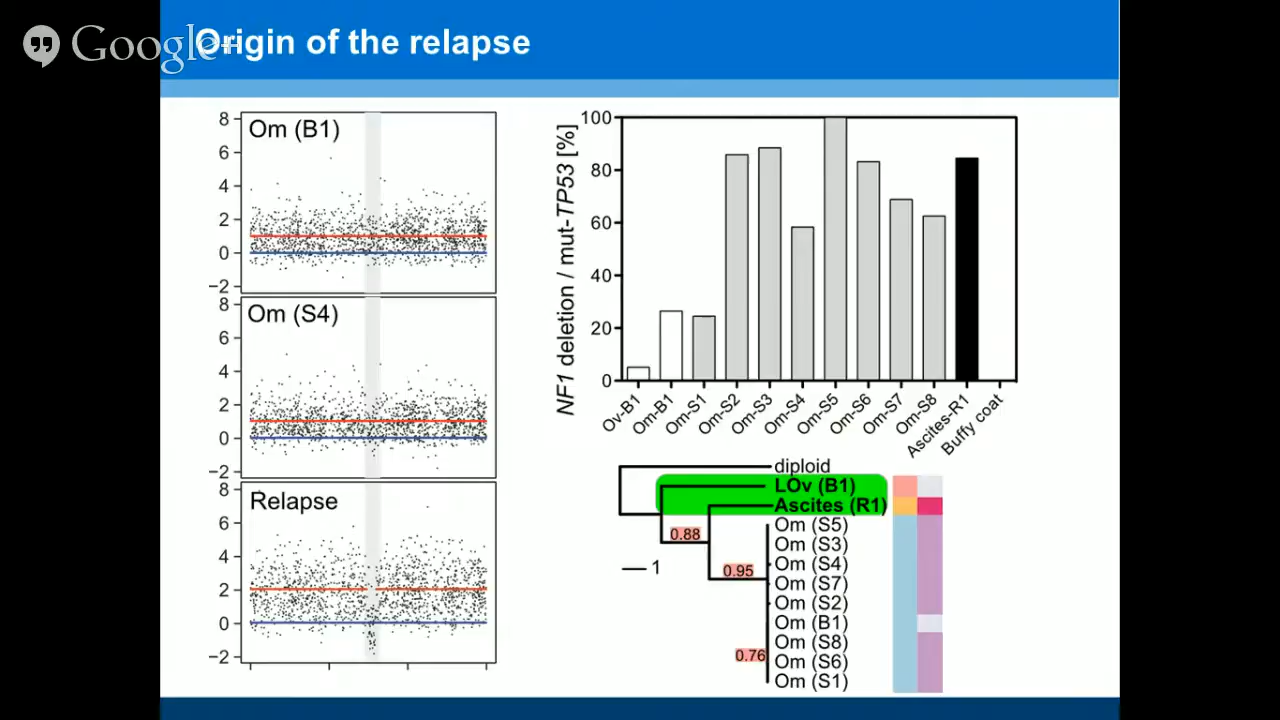 Google+
Origin of the relapse
Om (B1)
8
6
4
2
0
−2
Om (S4)
8
6
4
2
0
−2
Relapse
8
6
4
2
0
−2
NF1 deletion / mut-TP53 [%]
100
80
60
40
20
0
Ov-B1
Om-B1
Om-S1
Om-S2
Om-S3
Om-S4
Om-S5
Om-S6
Om-S7
Om-S8
Ascites-R1
Buffy coat
diploid
LOv (B1)
Ascites (R1)
Om (S5)
Om (S3)
Om (S4)
Om (S7)
Om (S2)
Om (B1)
Om (S8)
Om (S6)
Om (S1)
0.88
0.95
0.76
1